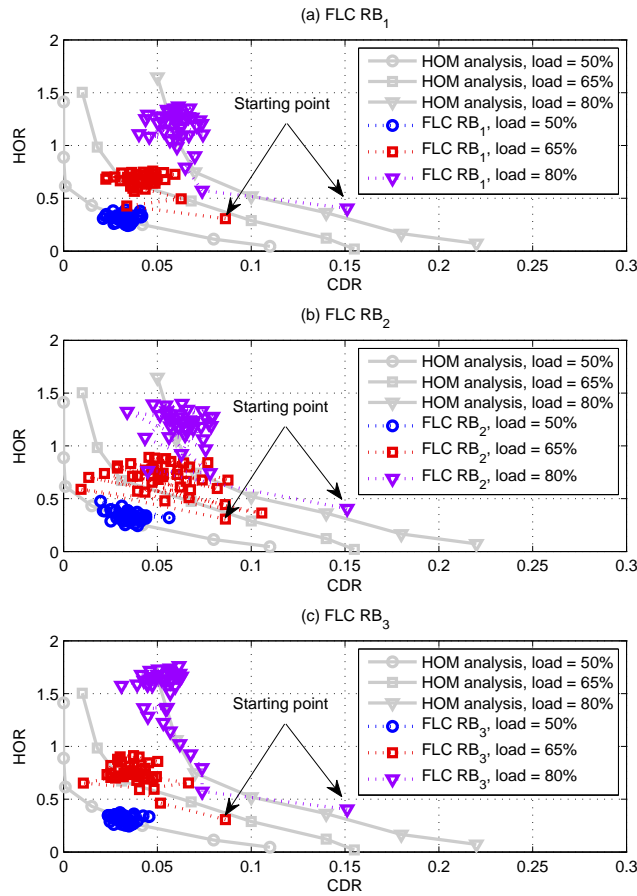 (a) FLC RB1
2
1.5
1
0.5
0
HOR
0
0.05
0.1
0.15
0.2
0.25
0.3
CDR
Starting point
HOM analysis, load = 50%
HOM analysis, load = 65%
HOM analysis, load = 80%
FLC RB1, load = 50%
FLC RB1, load = 65%
FLC RB1, load = 80%
(b) FLC RB2
2
1.5
1
0.5
0
HOR
0
0.05
0.1
0.15
0.2
0.25
0.3
CDR
Starting point
HOM analysis, load = 50%
HOM analysis, load = 65%
HOM analysis, load = 80%
FLC RB2, load = 50%
FLC RB2, load = 65%
FLC RB2, load = 80%
(c) FLC RB3
2
1.5
1
0.5
0
HOR
0
0.05
0.1
0.15
0.2
0.25
0.3
CDR
Starting point
HOM analysis, load = 50%
HOM analysis, load = 65%
HOM analysis, load = 80%
FLC RB3, load = 50%
FLC RB3, load = 65%
FLC RB3, load = 80%